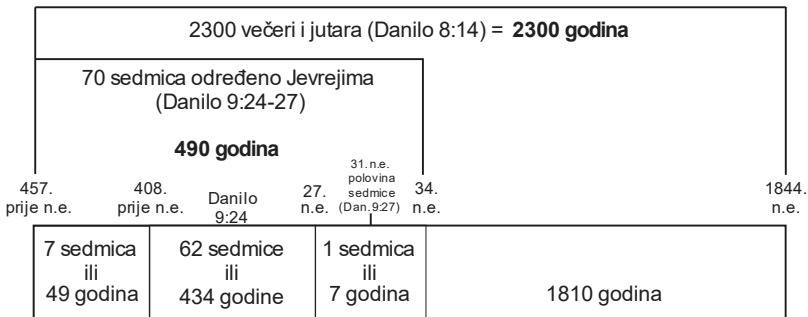 2300 večeri i jutara (Danilo 8:14) = 2300 godina
70 sedmica određeno Jevrejima
(Danilo 9:24-27)
490 godina
457.
prije n.e.
408.
prije n.e.
Danilo
9:24
27.
n.e.
31. n.e.
polovina
sedmice
(Dan. 9:27)
34.
n.e.
1844.
n.e.
7 sedmica
ili
49 godina
62 sedmice
ili
434 godine
1 sedmica
ili
7 godina
1810 godina